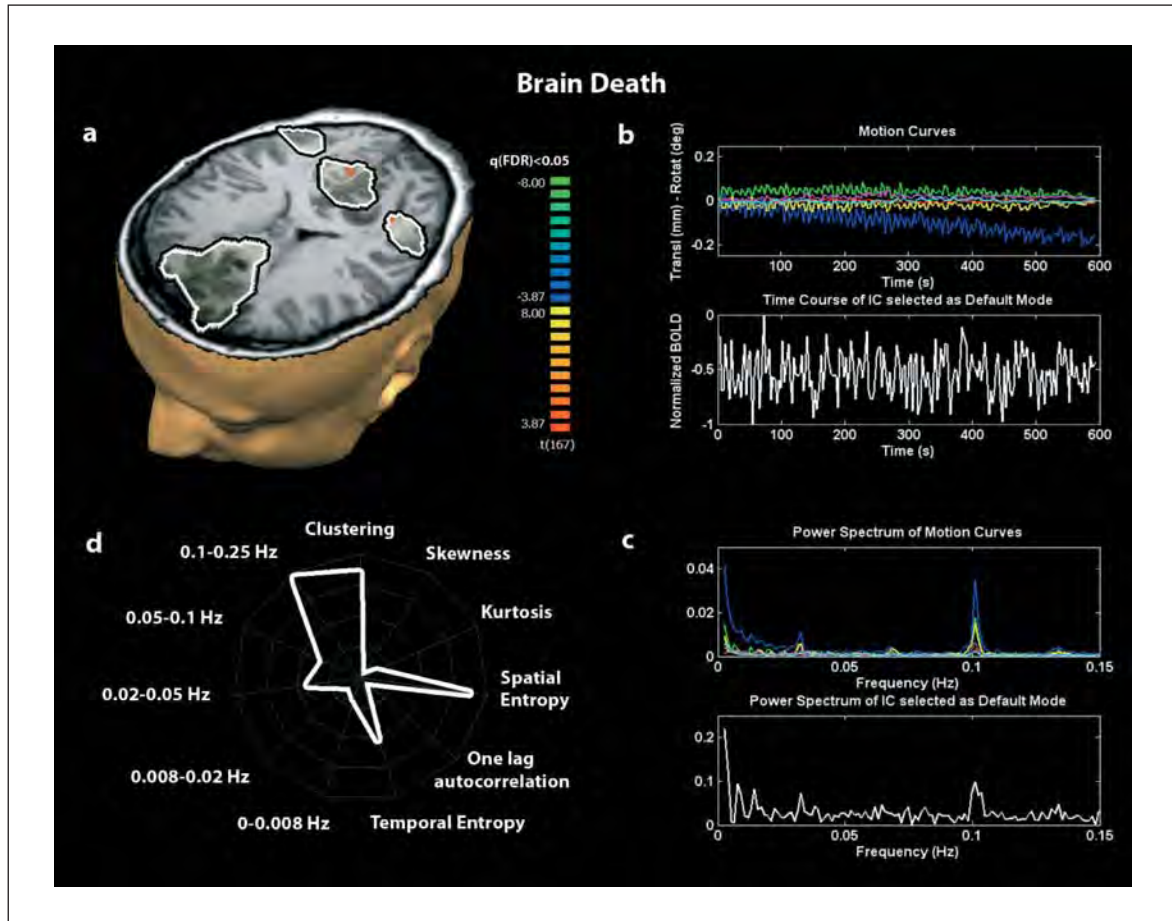 Brain Death
a
q(FDR)<0.05
-8.00
-3.87
8.00
3.87
t(167)
b
Motion Curves
Transl (mm) - Rotat (deg)
0.2
0
-0.2
100 200 300 400 500 600
Time (s)
Time Course of IC selected as Default Mode
Normalized BOLD
0
-0.5
-1
0 100 200 300 400 500 600
Time (s)
d
Clustering
Skewness
Kurtosis
Spatial
Entropy
One lag
autocorrelation
Temporal Entropy
0-0.008 Hz
0.008-0.02 Hz
0.02-0.05 Hz
0.05-0.1 Hz
0.1-0.25 Hz
c
Power Spectrum of Motion Curves
0.04
0.02
0
0 0.05 0.1 0.15
Frequency (Hz)
Power Spectrum of IC selected as Default Mode
0.2
0.1
0
0 0.05 0.1 0.15
Frequency (Hz)